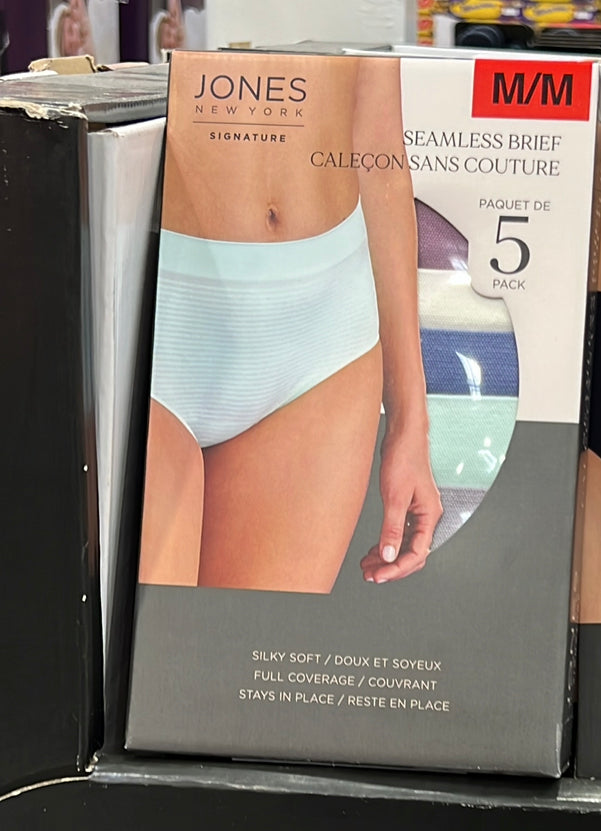 JONES
NEW YORK
SIGNATURE
M/M
SEAMLESS BRIEF
CALEÇON SANS COUTURE
PAQUET DE
5
PACK
SILKY SOFT / DOUX ET SOYEUX
FULL COVERAGE / COUVRANT
STAYS IN PLACE / RESTE EN PLACE